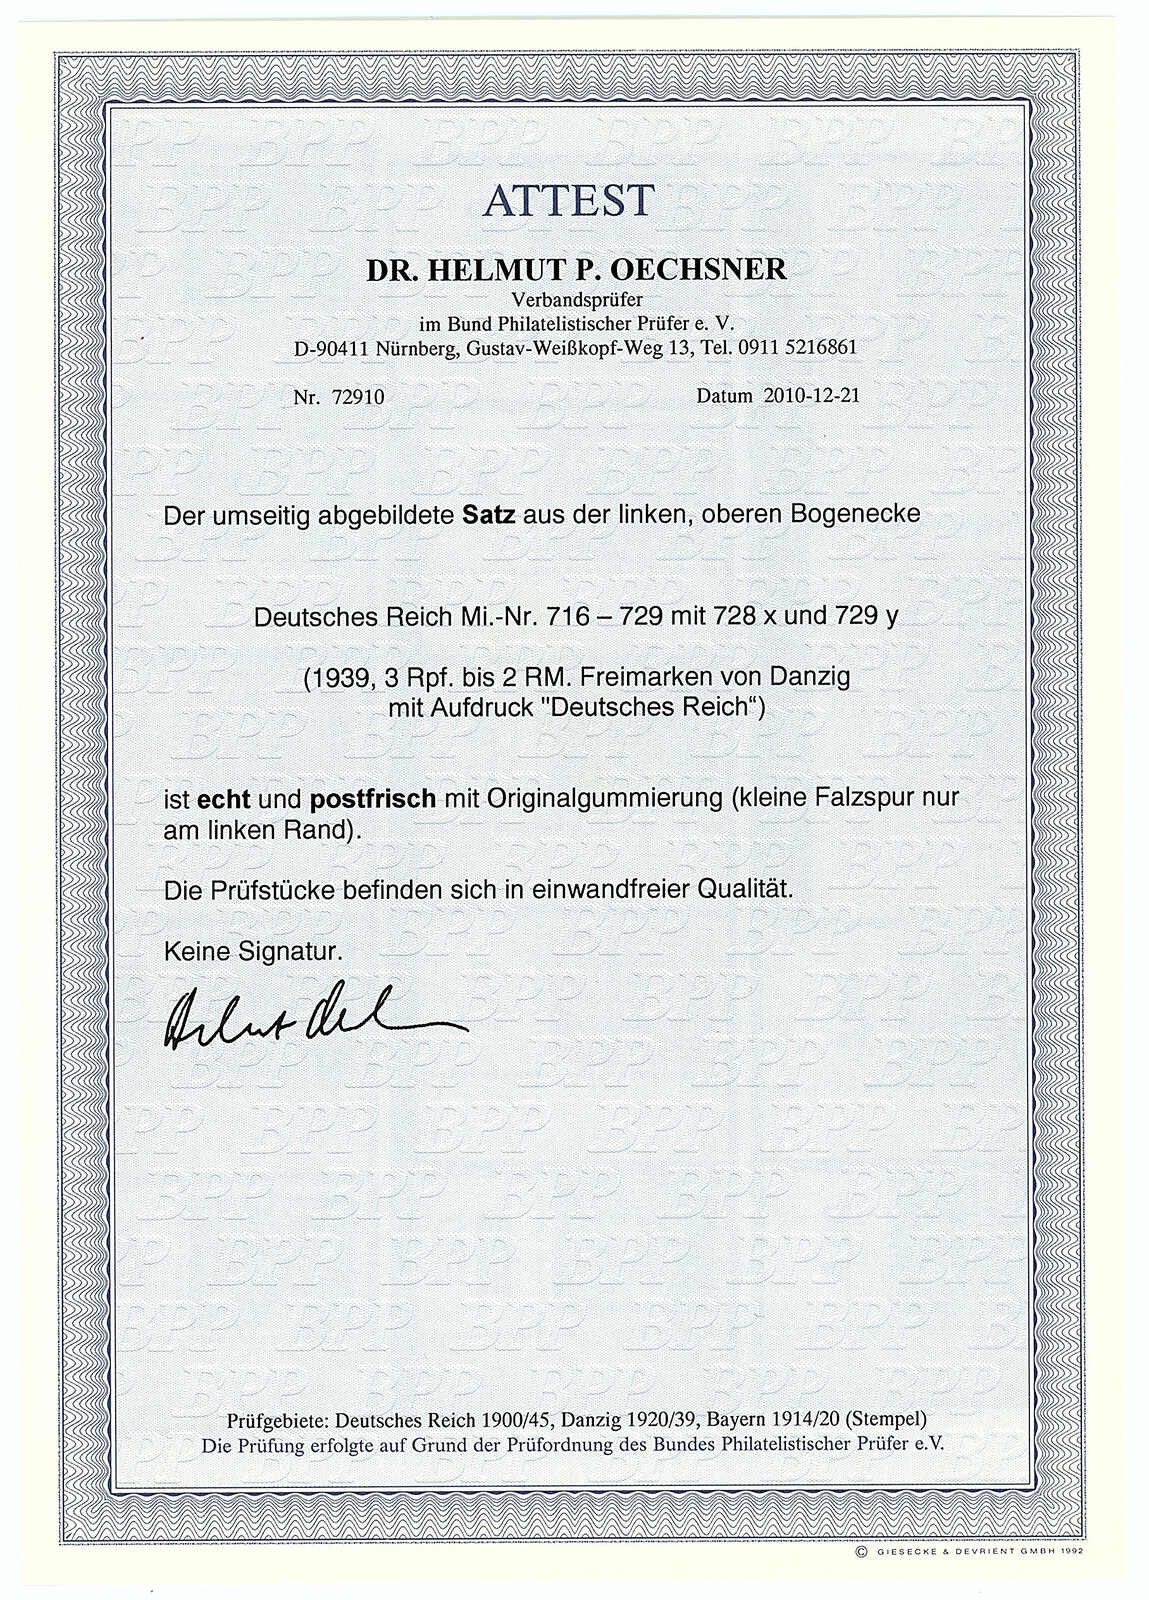 ATTEST
DR. HELMUT P. OECHSNER
Verbandsprüfer
im Bund Philatelistischer Prüfer e. V.
D-90411 Nürnberg, Gustav-Weißkopf-Weg 13, Tel. 0911 5216861
Nr. 72910 Datum 2010-12-21
Der umseitig abgebildete Satz aus der linken, oberen Bogenecke
Deutsches Reich Mi.-Nr. 716 – 729 mit 728 x und 729 y
(1939, 3 Rpf. bis 2 RM. Freimarken von Danzig
mit Aufdruck "Deutsches Reich“)
ist echt und postfrisch mit Originalgummierung (kleine Falzspur nur
am linken Rand).
Die Prüfstücke befinden sich in einwandfreier Qualität.
Keine Signatur.
Prüfgebiete: Deutsches Reich 1900/45, Danzig 1920/39, Bayern 1914/20 (Stempel)
Die Prüfung erfolgte auf Grund der Prüfordnung des Bundes Philatelistischer Prüfer e.V.
© GIESECKE & DEVRIENT GMBH 1992